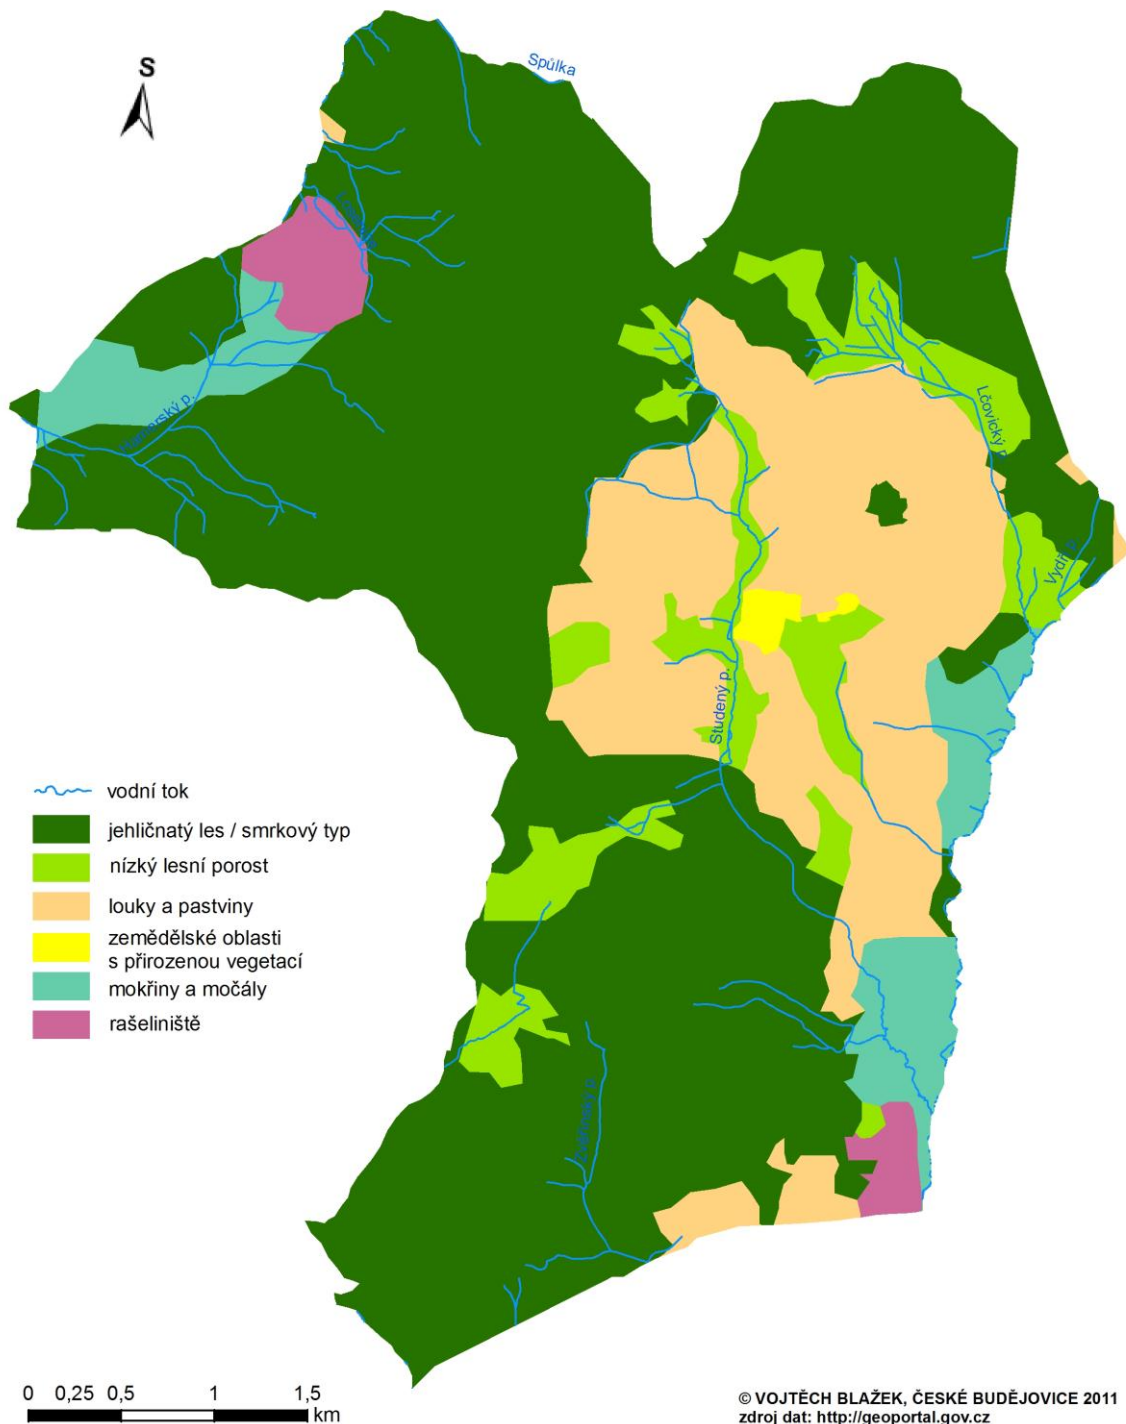 S
Spůlka
Lčovický p.
Vydří p.
Studený p.
vodní tok
jehličnatý les / smrkový typ
nízký lesní porost
louky a pastviny
zemědělské oblasti
s přirozenou vegetací
mokřiny a močály
rašeliniště
0 0,25 0,5 1 1,5
km
© VOJTĚCH BLAŽEK, ČESKÉ BUDĚJOVICE 2011
zdroj dat: http://geoportal.gov.cz